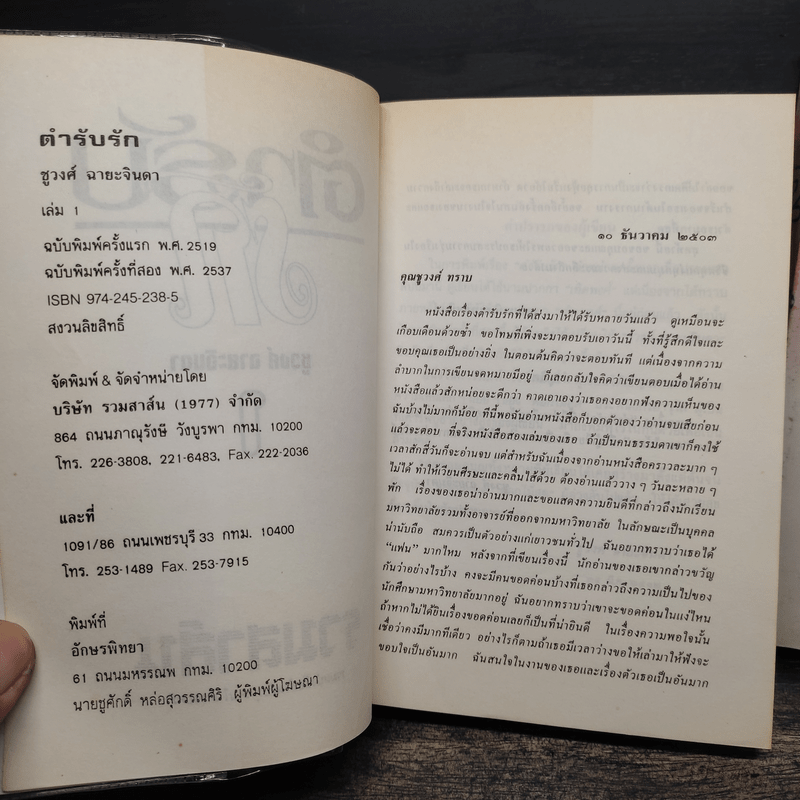 ตำรับรัก
ชูวงศ์ ฉายะจินดา
เล่ม 1
ฉบับพิมพ์ครั้งแรก พ.ศ. 2519
ฉบับพิมพ์ครั้งที่สอง พ.ศ. 2537
ISBN 974-245-238-5
สงวนลิขสิทธิ์
จัดพิมพ์ & จัดจำหน่ายโดย
บริษัท รวมสาส์น (1977) จำกัด
864 ถนนภาณุรังษี วังบูรพา กทม. 10200
โทร. 226-3808, 221-6483, Fax. 222-2036
และที่
1091/86 ถนนเพชรบุรี 33 กทม. 10400
โทร. 253-1489 Fax. 253-7915
พิมพ์ที่
อักษรพิทยา
61 ถนนมหรรณพ กทม. 10200
นายชูศักดิ์ หล่อสุวรรณศิริ ผู้พิมพ์ผู้โฆษณา
๑๐ ธันวาคม ๒๕๐๓
คุณชูวงศ์ ทราบ
หนังสือเรื่องตำรับรักที่ได้ส่งมาให้ได้รับหลายวันแล้ว ดูเหมือนจะ
เกือบเดือนด้วยซ้ำ ขอโทษที่เพิ่งจะมาตอบรับเอาวันนี้ ทั้งที่รู้สึกดีใจและ
ขอบคุณเธอเป็นอย่างยิ่ง ในตอนต้นคิดว่าจะตอบทันที แต่เนื่องจากความ
ลำบากในการเขียนจดหมายมีอยู่ ก็เลยกลับใจคิดว่าเขียนตอบเมื่อได้อ่าน
หนังสือแล้วสักหน่อยจะดีกว่า คาดเอาเองว่าเธอคงอยากฟังความเห็นของ
ฉันบ้างไม่มากก็น้อย ทีนี้พอฉันอ่านหนังสือก็บอกตัวเองว่าอ่านจบเสียก่อน
แล้วจะตอบ ที่จริงหนังสือสองเล่มของเธอ ถ้าเป็นคนธรรมดาเขาก็คงใช้
เวลาสักสี่วันก็จะอ่านจบ แต่สำหรับฉันเนื่องจากอ่านหนังสือคราวละมาก ๆ
ไม่ได้ ทำให้เวียนศีรษะและคลื่นไส้ด้วย ต้องอ่านแล้ววาง ๆ วันละหลาย ๆ
พัก เรื่องของเธอน่าอ่านมากและขอแสดงความยินดีที่กล่าวถึงนักเรียน
มหาวิทยาลัยรวมทั้งอาจารย์ที่ออกจากมหาวิทยาลัย ในลักษณะเป็นบุคคล
น่านับถือ สมควรเป็นตัวอย่างแก่เยาวชนทั่วไป ฉันอยากทราบว่าเธอได้
“แฟน” มากไหม หลังจากที่เขียนเรื่องนี้ นักอ่านของเธอเขากล่าวขวัญ
กันว่าอย่างไรบ้าง คงจะมีคนขอดค่อนบ้างที่เธอกล่าวถึงความเป็นไปของ
นักศึกษามหาวิทยาลัยมากอยู่ ฉันอยากทราบว่าเขาจะขอดค่อนในแง่ไหน
ถ้าหากไม่ได้ยินเรื่องขอดค่อนเลยก็เป็นที่น่ายินดี ในเรื่องความพอใจนั้น
เชื่อว่าคงมีมากทีเดียว อย่างไรก็ตามถ้าเธอมีเวลาว่างขอให้เล่ามาให้ฟังจะ
ขอบใจเป็นอันมาก ฉันสนใจในงานของเธอและเรื่องตัวเธอเป็นอันมาก